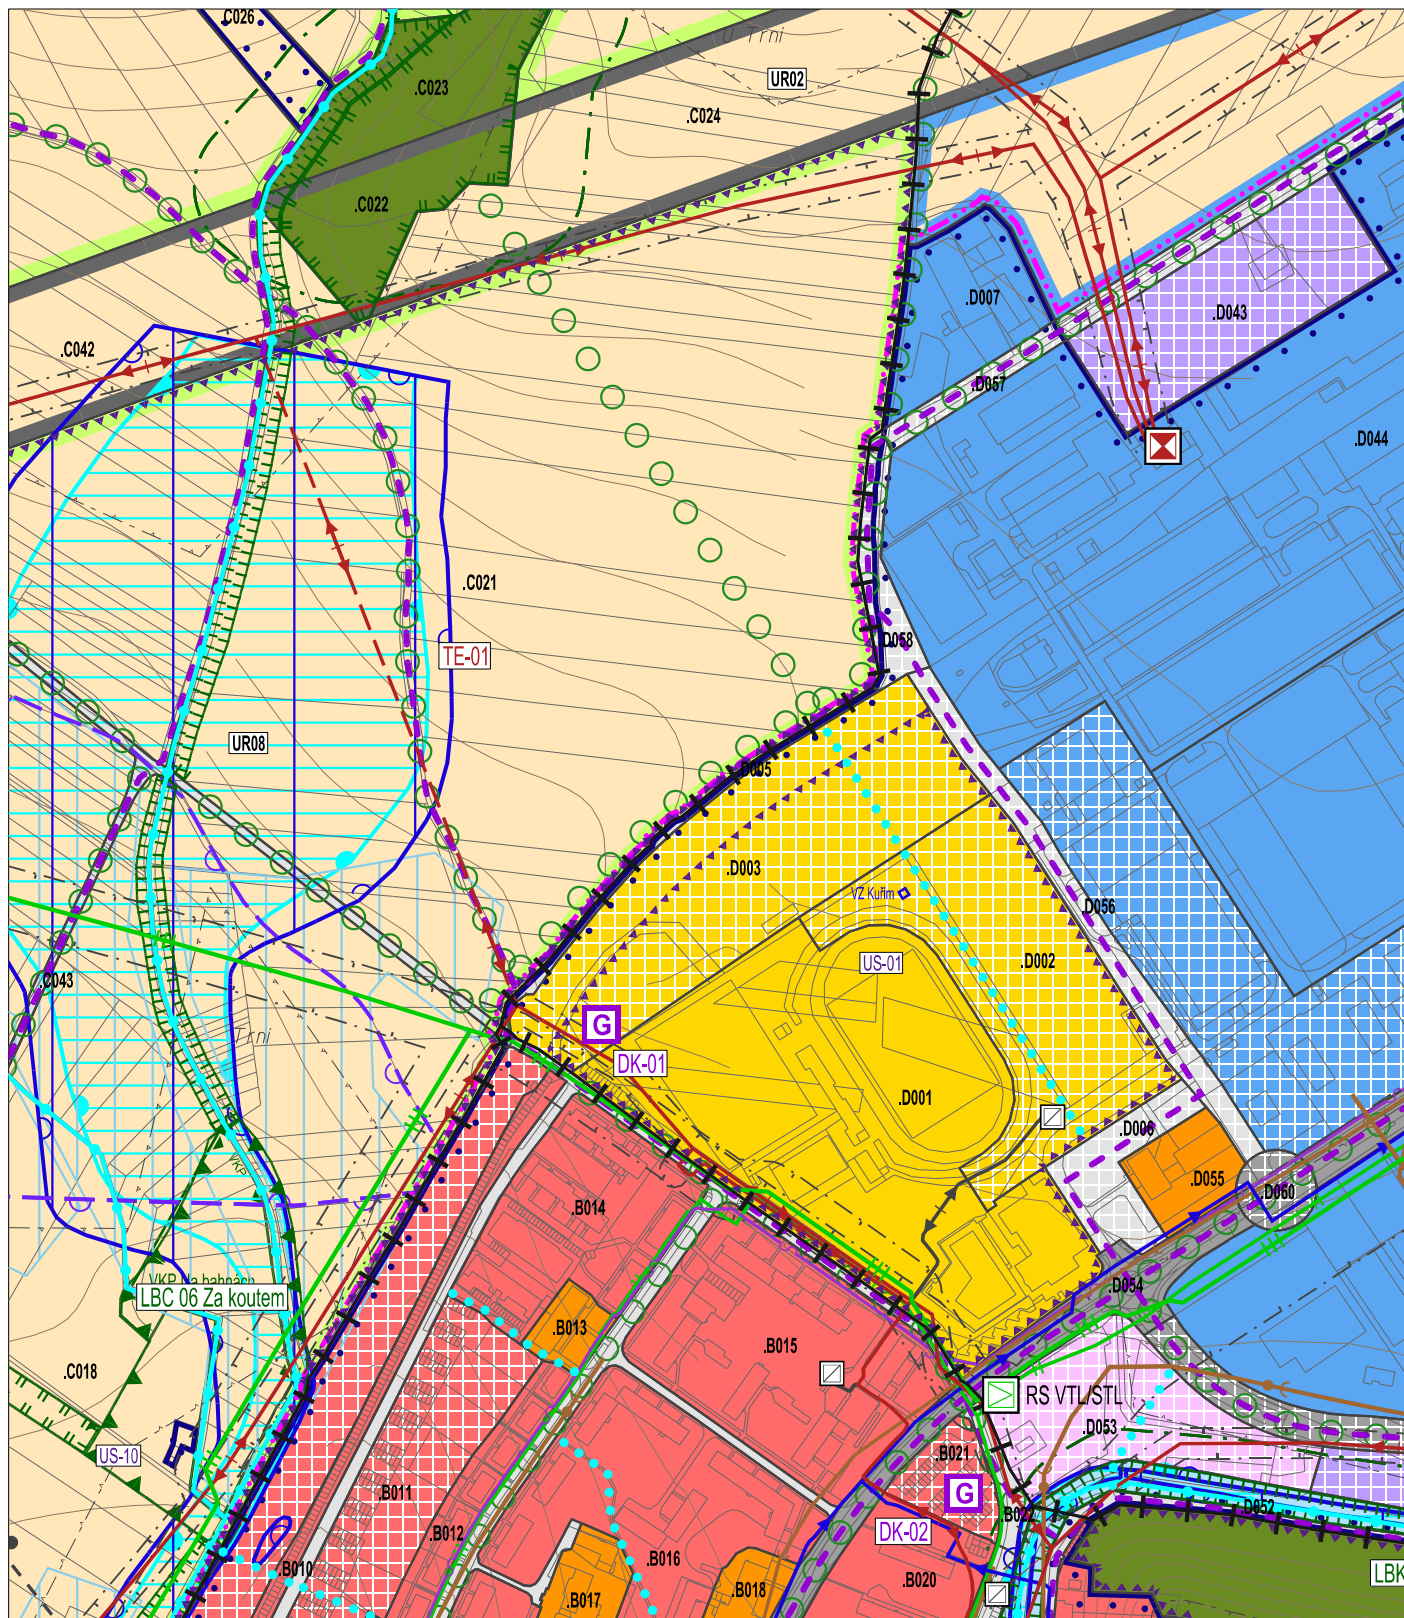 .C026
U Trní
UR02
.C023
.C024
.C022
.D007
.D043
.C042
.D057
.D044
.C021
TE-01
.D058
UR08
.D005
.D003
VZ Kuřim
.D056
US-01
.D002
.C043
Trní
G
DK-01
.D001
.D006
.D055
.D060
VKP
.B014
VKP Na bahnách
LBC 06 Za koutem
.D054
.B013
.B015
.C018
RS VTL/STL
.D053
US-10
.B021
.B011
G
.D052
.B022
.B012
DK-02
.B016
.B010
.B017
.B018
.B020
LBK